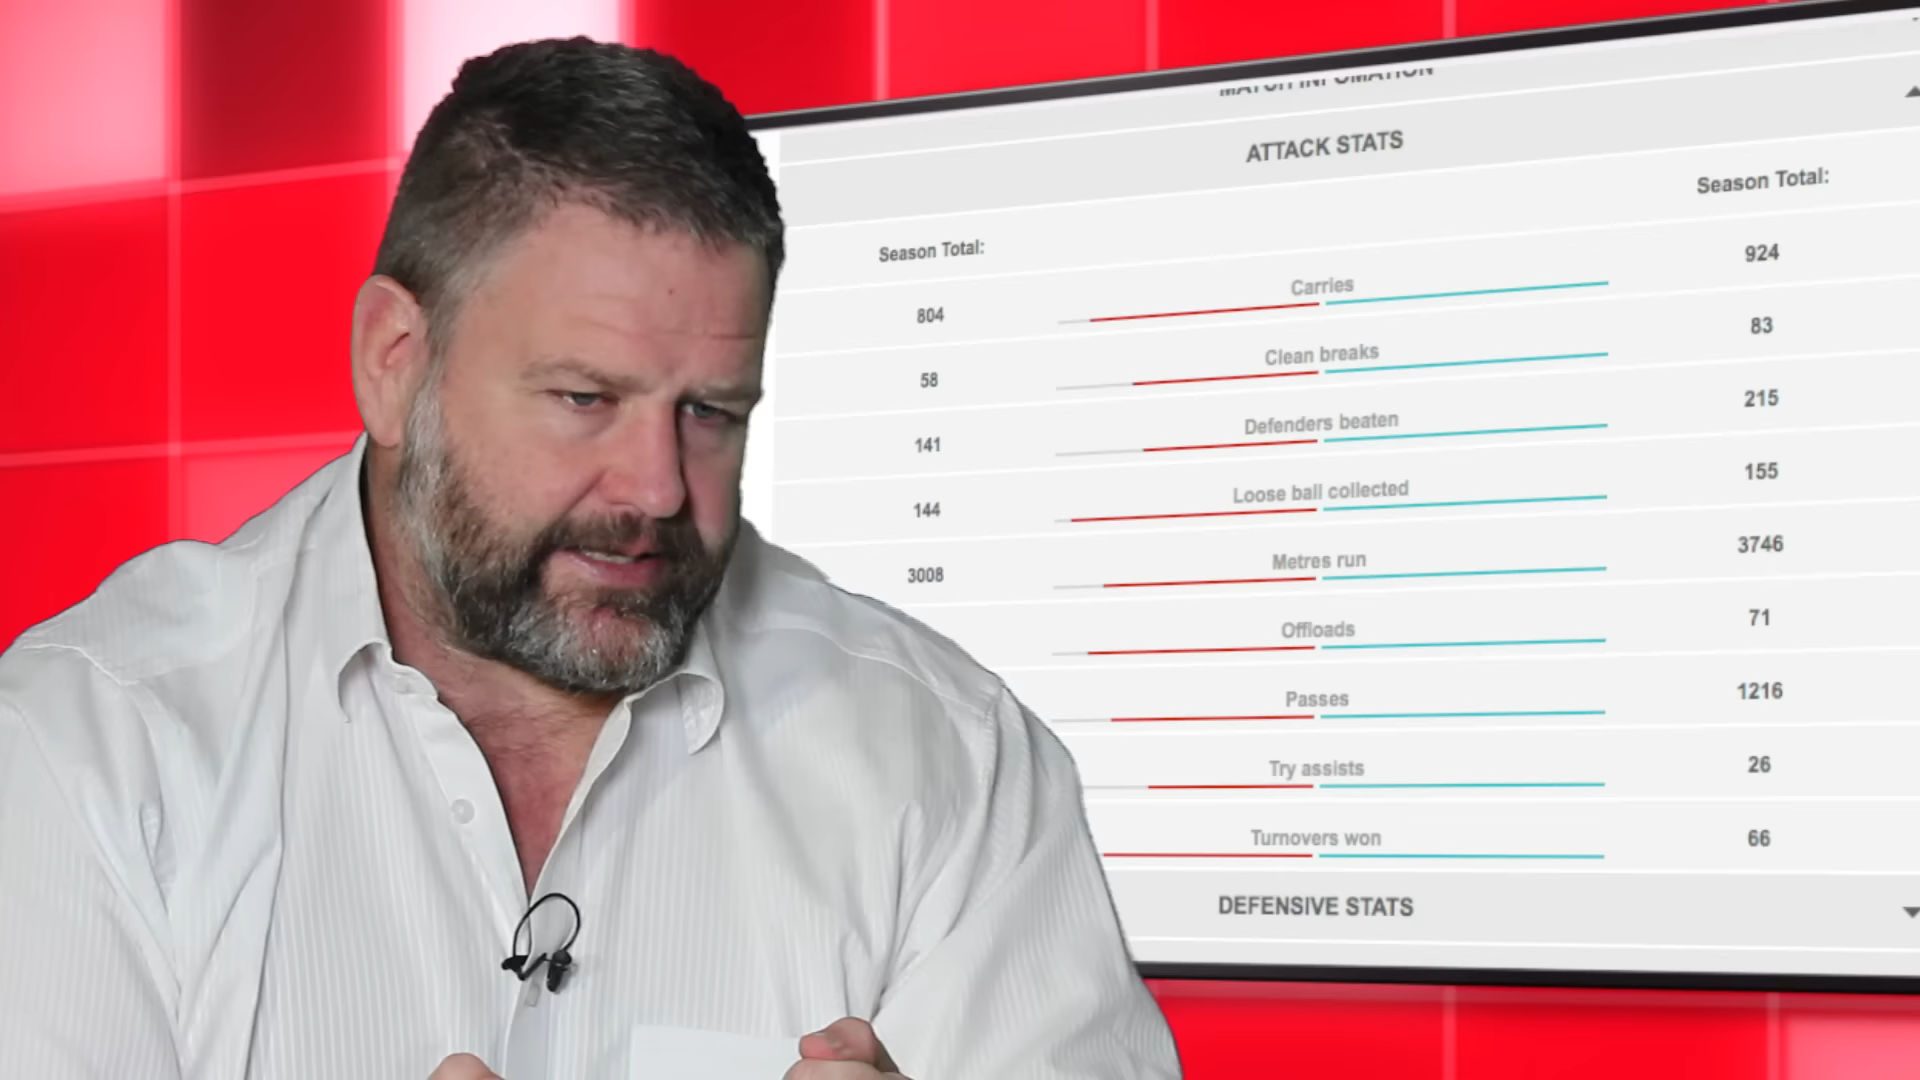 MATCH INFOMATION
ATTACK STATS
Season Total: Season Total:
804 Carries 924
58 Clean breaks 83
141 Defenders beaten 215
144 Loose ball collected 155
3008 Metres run 3746
Offloads 71
Passes 1216
Try assists 26
Turnovers won 66
DEFENSIVE STATS